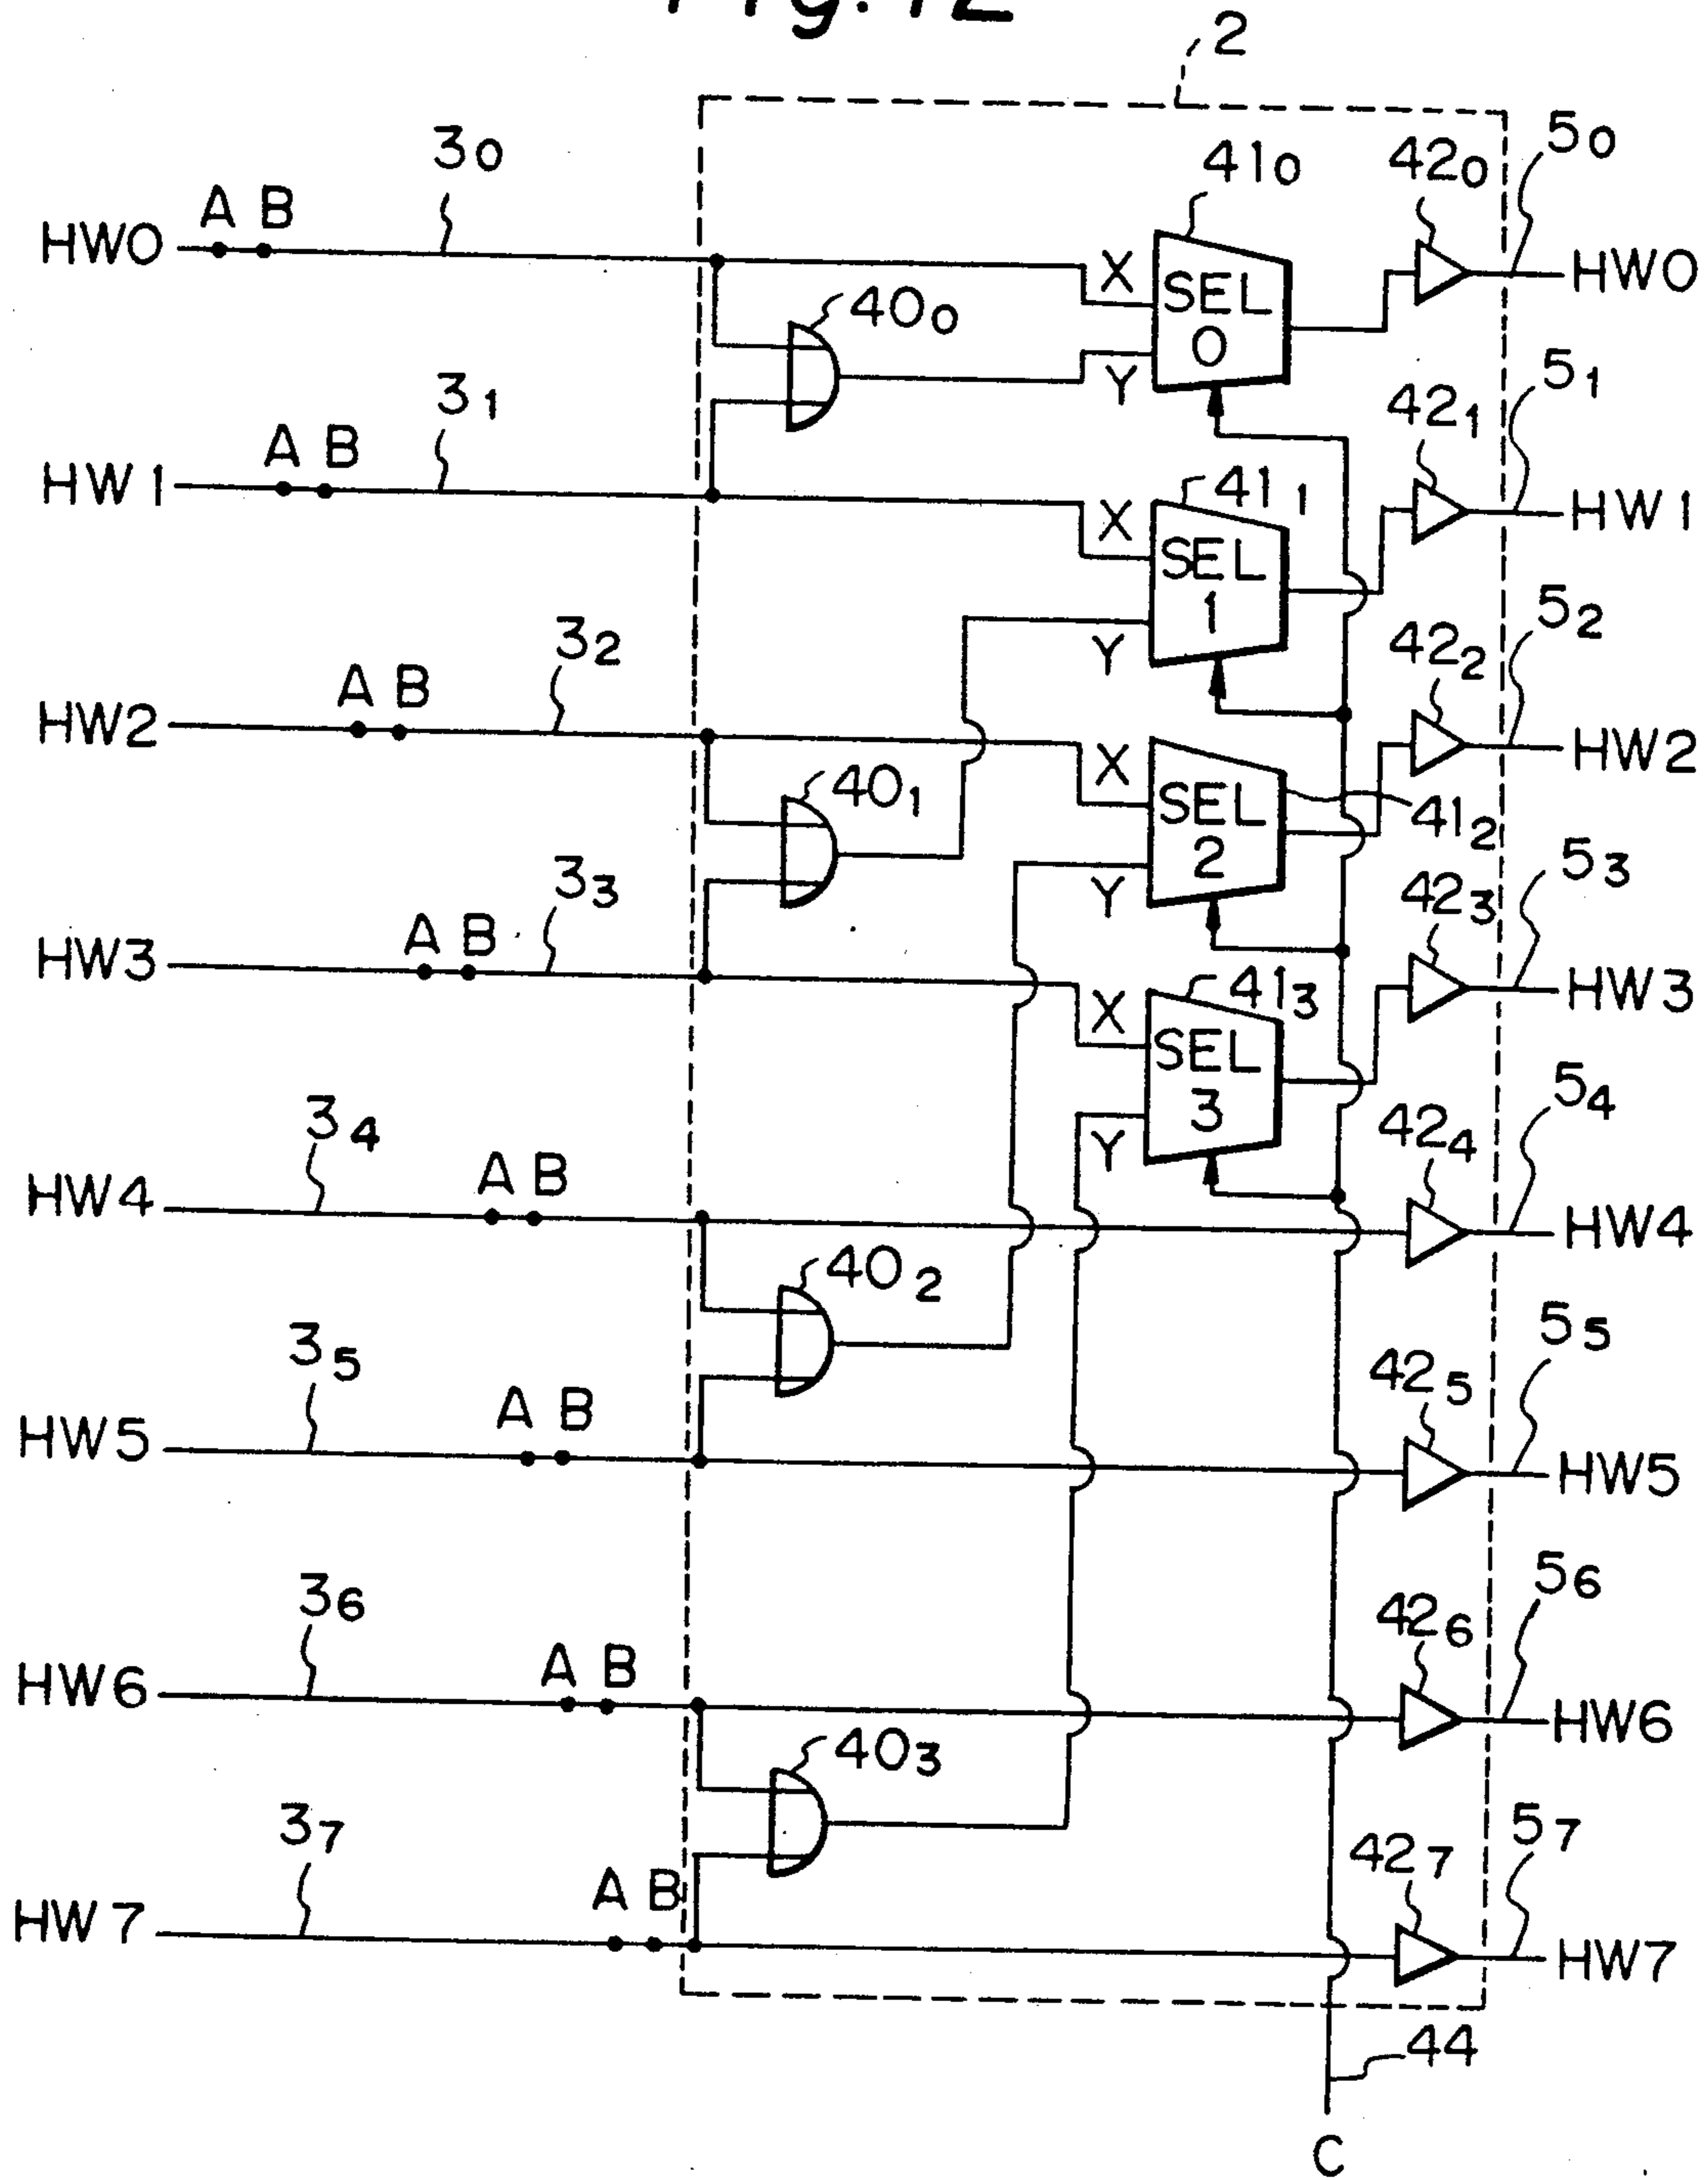 Fig. 12
2
3₀ 41₀ 42₀ 5₀
HW0 A B X SEL 0 HW0
40₀ Y
3₁ 42₁ 5₁
HW1 A B 41₁ X SEL 1 HW1
3₂ Y 42₂ 5₂
HW2 A B X SEL 2 HW2
40₁ 41₂
3₃ Y 42₃ 5₃
HW3 A B 41₃ X SEL 3 HW3
3₄ Y 42₄ 5₄
HW4 A B HW4
40₂
3₅ 42₅ 5₅
HW5 A B HW5
3₆ 42₆ 5₆
HW6 A B HW6
40₃
3₇ 42₇ 5₇
HW7 A B HW7
44
C